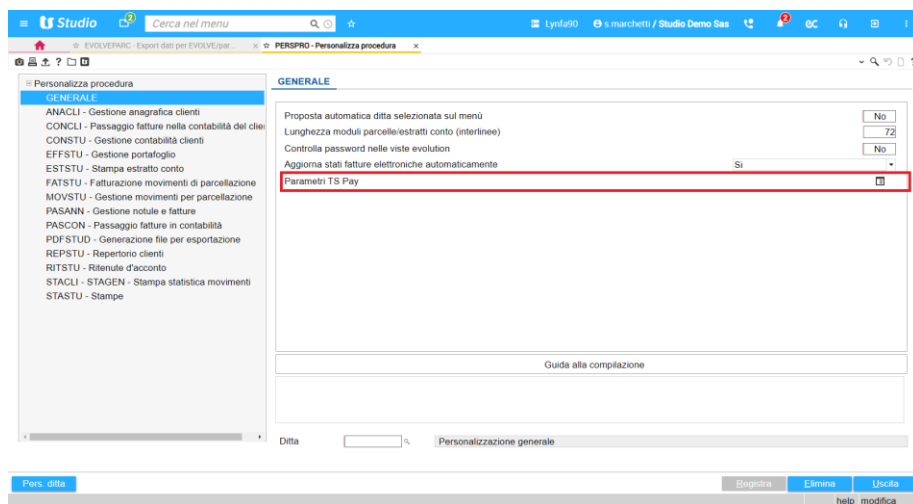 Studio
2
Cerca nel menu
Lynfa90
s.marchetti / Studio Demo Sas
2
EVOLVEPARC - Export dati per EVOLVE/par...
PERSPRO - Personalizza procedura
Personalizza procedura
GENERALE
ANACLI - Gestione anagrafica clienti
CONCLI - Passaggio fatture nella contabilità del clie
CONSTU - Gestione contabilità clienti
EFFSTU - Gestione portafoglio
ESTSTU - Stampa estratto conto
FATSTU - Fatturazione movimenti di parcellazione
MOVSTU - Gestione movimenti per parcellazione
PASANN - Gestione notule e fatture
PASCON - Passaggio fatture in contabilità
PDFSTUD - Generazione file per esportazione
REPSTU - Repertorio clienti
RITSTU - Ritenute d'acconto
STACLI - STAGEN - Stampa statistica movimenti
STASTU - Stampe
GENERALE
Proposta automatica ditta selezionata sul menù No
Lunghezza moduli parcelle/estratti conto (interlinee) 72
Controlla password nelle viste evolution No
Aggiorna stati fatture elettroniche automaticamente Si
Parametri TS Pay
Guida alla compilazione
Ditta
Personalizzazione generale
Pers. ditta
Registra
Elimina
Uscita
help modifica